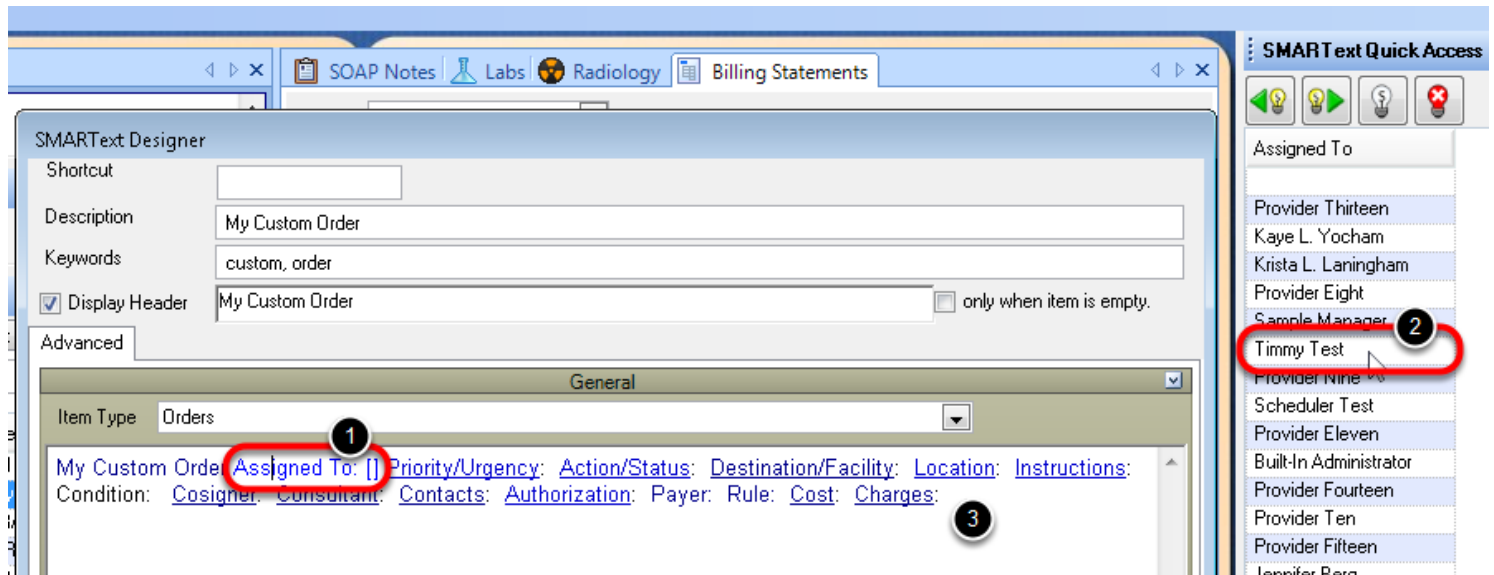 SMARText Quick Access
SOAP Notes Labs Radiology Billing Statements
SMARText Designer
Shortcut
Description My Custom Order
Keywords custom, order
Display Header My Custom Order only when item is empty.
Advanced
General
Item Type Orders
1
My Custom Order Assigned To: [] Priority/Urgency: Action/Status: Destination/Facility: Location: Instructions:
Condition: Cosigner: Consultant: Contacts: Authorization: Payer: Rule: Cost: Charges:
3
Assigned To
Provider Thirteen
Kaye L. Yocham
Krista L. Laningham
Provider Eight
Sample Manager
2
Timmy Test
Provider Nine
Scheduler Test
Provider Eleven
Built-In Administrator
Provider Fourteen
Provider Ten
Provider Fifteen
Jennifer Berg